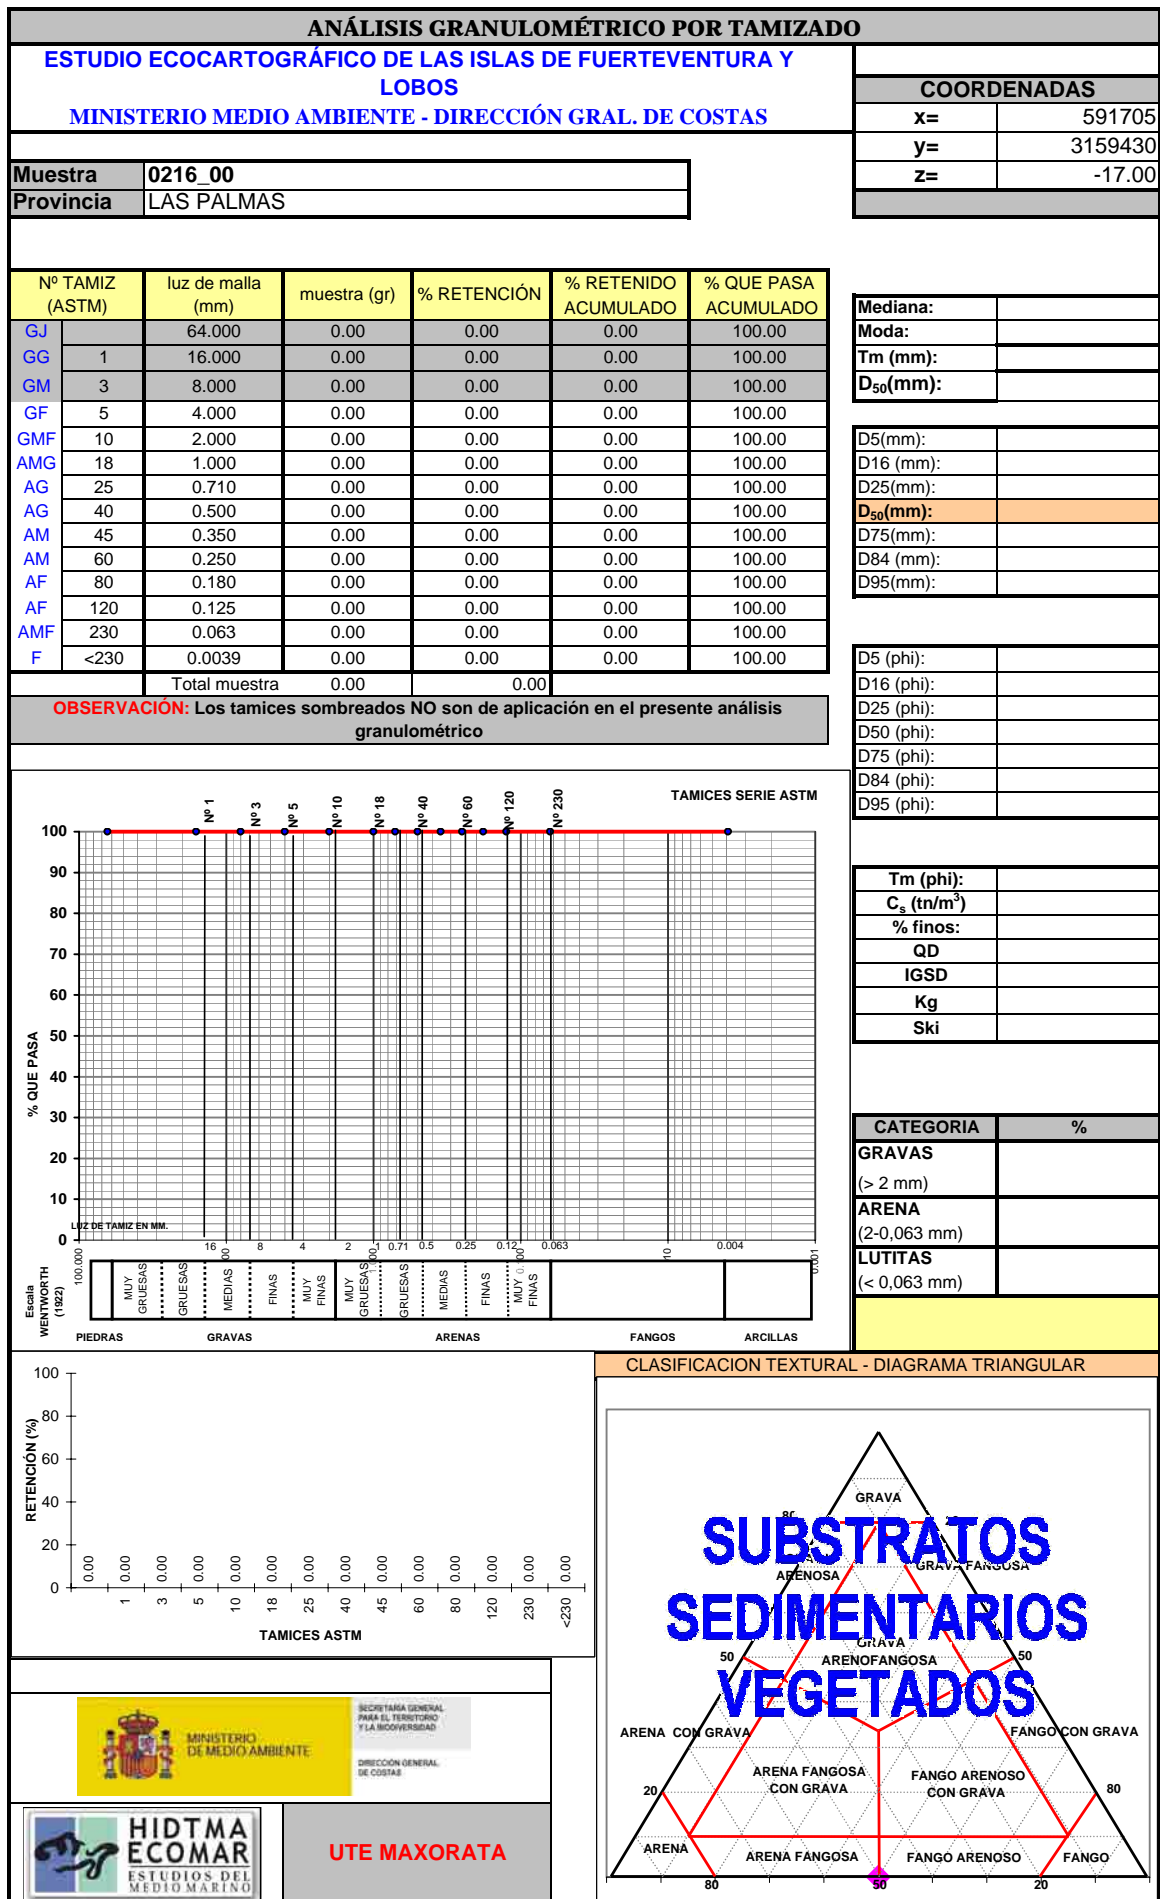 ANÁLISIS GRANULOMÉTRICO POR TAMIZADO
ESTUDIO ECOCARTOGRÁFICO DE LAS ISLAS DE FUERTEVENTURA Y
LOBOS
MINISTERIO MEDIO AMBIENTE - DIRECCIÓN GRAL. DE COSTAS
COORDENADAS
x= 591705
y= 3159430
z= -17.00
Muestra 0216_00
Provincia LAS PALMAS
Nº TAMIZ (ASTM) luz de malla (mm) muestra (gr) % RETENCIÓN % RETENIDO ACUMULADO % QUE PASA ACUMULADO
GJ 64.000 0.00 0.00 0.00 100.00
GG 1 16.000 0.00 0.00 0.00 100.00
GM 3 8.000 0.00 0.00 0.00 100.00
GF 5 4.000 0.00 0.00 0.00 100.00
GMF 10 2.000 0.00 0.00 0.00 100.00
AMG 18 1.000 0.00 0.00 0.00 100.00
AG 25 0.710 0.00 0.00 0.00 100.00
AG 40 0.500 0.00 0.00 0.00 100.00
AM 45 0.350 0.00 0.00 0.00 100.00
AM 60 0.250 0.00 0.00 0.00 100.00
AF 80 0.180 0.00 0.00 0.00 100.00
AF 120 0.125 0.00 0.00 0.00 100.00
AMF 230 0.063 0.00 0.00 0.00 100.00
F <230 0.0039 0.00 0.00 0.00 100.00
Total muestra 0.00 0.00
OBSERVACIÓN: Los tamices sombreados NO son de aplicación en el presente análisis
granulométrico
Mediana:
Moda:
Tm (mm):
D50(mm):
D5(mm):
D16 (mm):
D25(mm):
D50(mm):
D75(mm):
D84 (mm):
D95(mm):
D5 (phi):
D16 (phi):
D25 (phi):
D50 (phi):
D75 (phi):
D84 (phi):
D95 (phi):
Tm (phi):
Cs (tn/m3)
% finos:
QD
IGSD
Kg
Ski
CATEGORIA %
GRAVAS
(> 2 mm)
ARENA
(2-0,063 mm)
LUTITAS
(< 0,063 mm)
TAMICES SERIE ASTM
Nº 1 Nº 3 Nº 5 Nº 10 Nº 18 Nº 40 Nº 60 Nº 120 Nº 230
% QUE PASA
100
90
80
70
60
50
40
30
20
10
0
LUZ DE TAMIZ EN MM.
16 8 4 2 1 0.71 0.5 0.25 0.12 0.063 0.004
100.000 0.001
Escala
WENTWORTH
(1922)
MUY GRUESAS GRUESAS MEDIAS FINAS MUY FINAS MUY GRUESAS GRUESAS MEDIAS FINAS MUY FINAS
PIEDRAS GRAVAS ARENAS FANGOS ARCILLAS
RETENCIÓN (%)
100
80
60
40
20
0
0.00 0.00 0.00 0.00 0.00 0.00 0.00 0.00 0.00 0.00 0.00 0.00 0.00 0.00
1 3 5 10 18 25 40 45 60 80 120 230 <230
TAMICES ASTM
CLASIFICACION TEXTURAL - DIAGRAMA TRIANGULAR
GRAVA
SUBSTRATOS
ARENOSA
GRAVA FANGOSA
SEDIMENTARIOS
GRAVA
ARENOFANGOSA
50 50
VEGETADOS
ARENA CON GRAVA
FANGO CON GRAVA
ARENA FANGOSA
CON GRAVA
FANGO ARENOSO
CON GRAVA
20 80
ARENA
ARENA FANGOSA
FANGO ARENOSO
FANGO
80 50 20
MINISTERIO
DE MEDIO AMBIENTE
SECRETARÍA GENERAL
PARA EL TERRITORIO
Y LA BIODIVERSIDAD
DIRECCIÓN GENERAL
DE COSTAS
HIDTMA
ECOMAR
ESTUDIOS DEL
MEDIO MARINO
UTE MAXORATA